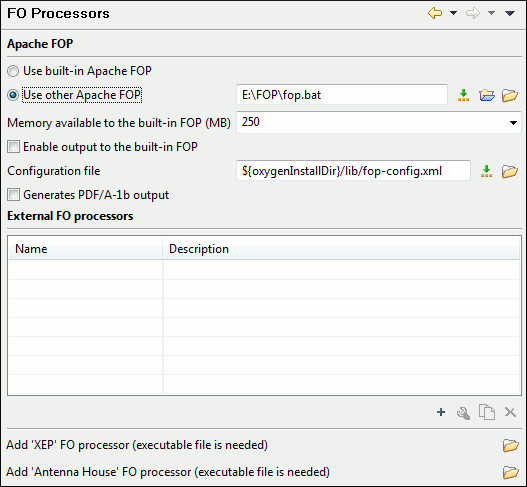 FO Processors
Apache FOP
Use built-in Apache FOP
Use other Apache FOP E:\FOP\fop.bat
Memory available to the built-in FOP (MB) 250
Enable output to the built-in FOP
Configuration file ${oxygenInstallDir}/lib/fop-config.xml
Generates PDF/A-1b output
External FO processors
Name Description
Add 'XEP' FO processor (executable file is needed)
Add 'Antenna House' FO processor (executable file is needed)